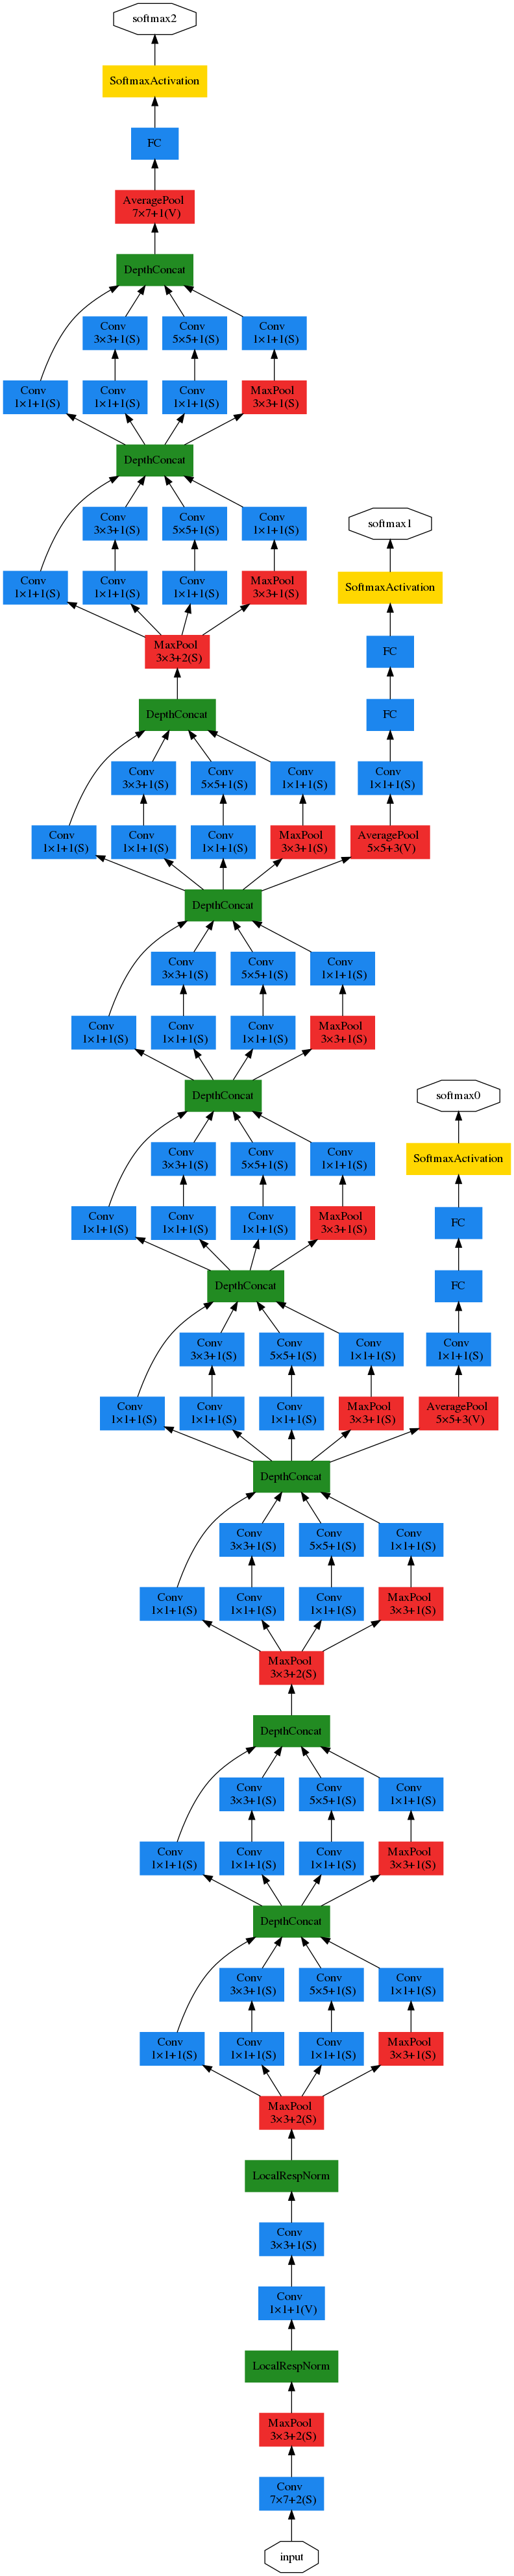 softmax2
SoftmaxActivation
FC
AveragePool
7×7+1(V)
DepthConcat
Conv
3×3+1(S)
Conv
5×5+1(S)
Conv
1×1+1(S)
Conv
1×1+1(S)
Conv
1×1+1(S)
Conv
1×1+1(S)
MaxPool
3×3+1(S)
DepthConcat
Conv
3×3+1(S)
Conv
5×5+1(S)
Conv
1×1+1(S)
softmax1
Conv
1×1+1(S)
Conv
1×1+1(S)
Conv
1×1+1(S)
MaxPool
3×3+1(S)
SoftmaxActivation
MaxPool
3×3+2(S)
FC
DepthConcat
FC
Conv
3×3+1(S)
Conv
5×5+1(S)
Conv
1×1+1(S)
Conv
1×1+1(S)
Conv
1×1+1(S)
Conv
1×1+1(S)
Conv
1×1+1(S)
MaxPool
3×3+1(S)
AveragePool
5×5+3(V)
DepthConcat
Conv
3×3+1(S)
Conv
5×5+1(S)
Conv
1×1+1(S)
Conv
1×1+1(S)
Conv
1×1+1(S)
Conv
1×1+1(S)
MaxPool
3×3+1(S)
DepthConcat
softmax0
Conv
3×3+1(S)
Conv
5×5+1(S)
Conv
1×1+1(S)
SoftmaxActivation
Conv
1×1+1(S)
Conv
1×1+1(S)
Conv
1×1+1(S)
MaxPool
3×3+1(S)
FC
DepthConcat
FC
Conv
3×3+1(S)
Conv
5×5+1(S)
Conv
1×1+1(S)
Conv
1×1+1(S)
Conv
1×1+1(S)
Conv
1×1+1(S)
Conv
1×1+1(S)
MaxPool
3×3+1(S)
AveragePool
5×5+3(V)
DepthConcat
Conv
3×3+1(S)
Conv
5×5+1(S)
Conv
1×1+1(S)
Conv
1×1+1(S)
Conv
1×1+1(S)
Conv
1×1+1(S)
MaxPool
3×3+1(S)
MaxPool
3×3+2(S)
DepthConcat
Conv
3×3+1(S)
Conv
5×5+1(S)
Conv
1×1+1(S)
Conv
1×1+1(S)
Conv
1×1+1(S)
Conv
1×1+1(S)
MaxPool
3×3+1(S)
DepthConcat
Conv
3×3+1(S)
Conv
5×5+1(S)
Conv
1×1+1(S)
Conv
1×1+1(S)
Conv
1×1+1(S)
Conv
1×1+1(S)
MaxPool
3×3+1(S)
MaxPool
3×3+2(S)
LocalRespNorm
Conv
3×3+1(S)
Conv
1×1+1(V)
LocalRespNorm
MaxPool
3×3+2(S)
Conv
7×7+2(S)
input